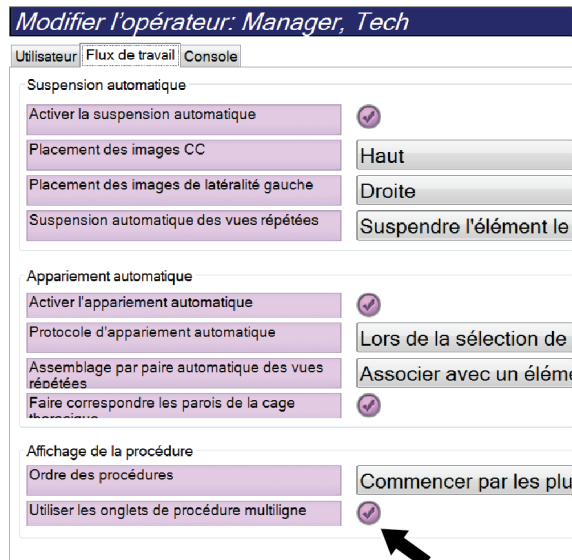 Modifier l'opérateur: Manager, Tech
Utilisateur Flux de travail Console
Suspension automatique
Activer la suspension automatique
Placement des images CC
Haut
Placement des images de latéralité gauche
Droite
Suspension automatique des vues répétées
Suspendre l'élément le
Appariement automatique
Activer l'appariement automatique
Protocole d'appariement automatique
Lors de la sélection de
Assemblage par paire automatique des vues
répétées
Associer avec un éléme
Faire correspondre les parois de la cage
thoracique
Affichage de la procédure
Ordre des procédures
Commencer par les plu
Utiliser les onglets de procédure multiligne